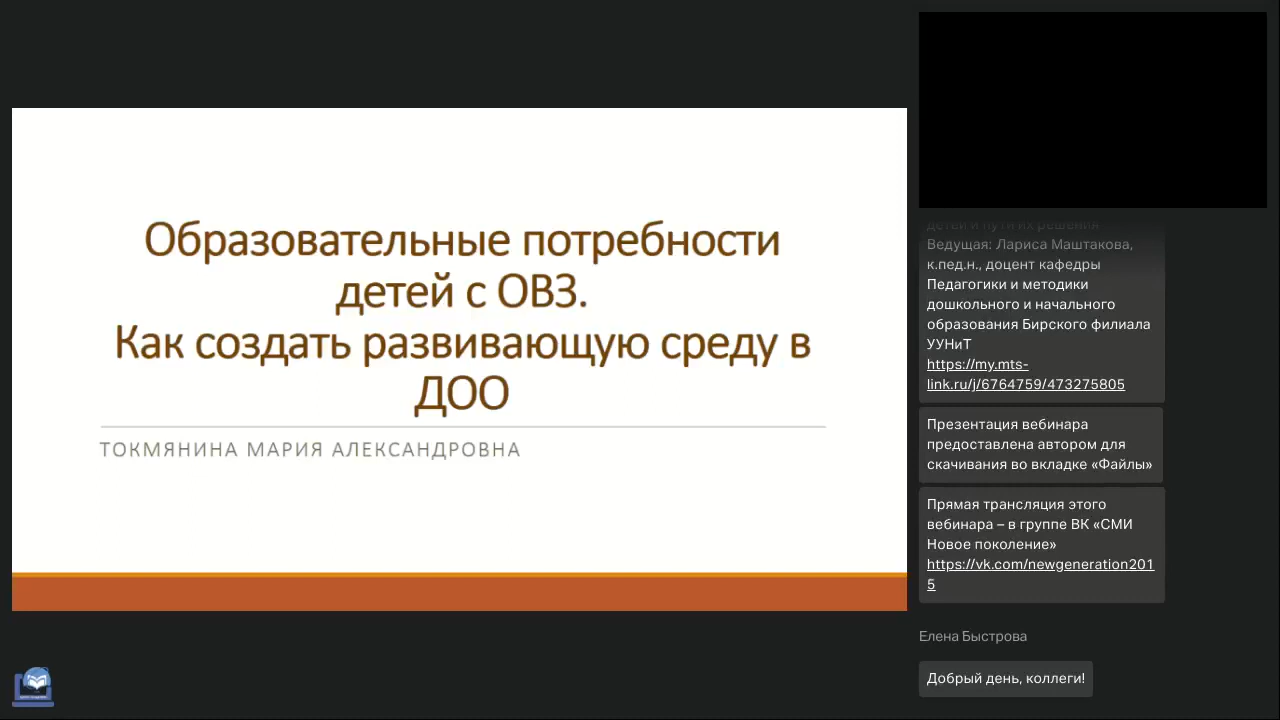 Образовательные потребности
детей с ОВЗ.
Как создать развивающую среду в
ДОО
ТОКМЯНИНА МАРИЯ АЛЕКСАНДРОВНА
детей и пути их решения
Ведущая: Лариса Маштакова,
к.пед.н., доцент кафедры
Педагогики и методики
дошкольного и начального
образования Бирского филиала
УУНиТ
https://my.mts-
link.ru/j/6764759/473275805
Презентация вебинара
предоставлена автором для
скачивания во вкладке «Файлы»
Прямая трансляция этого
вебинара – в группе ВК «СМИ
Новое поколение»
https://vk.com/newgeneration201
5
Елена Быстрова
Добрый день, коллеги!